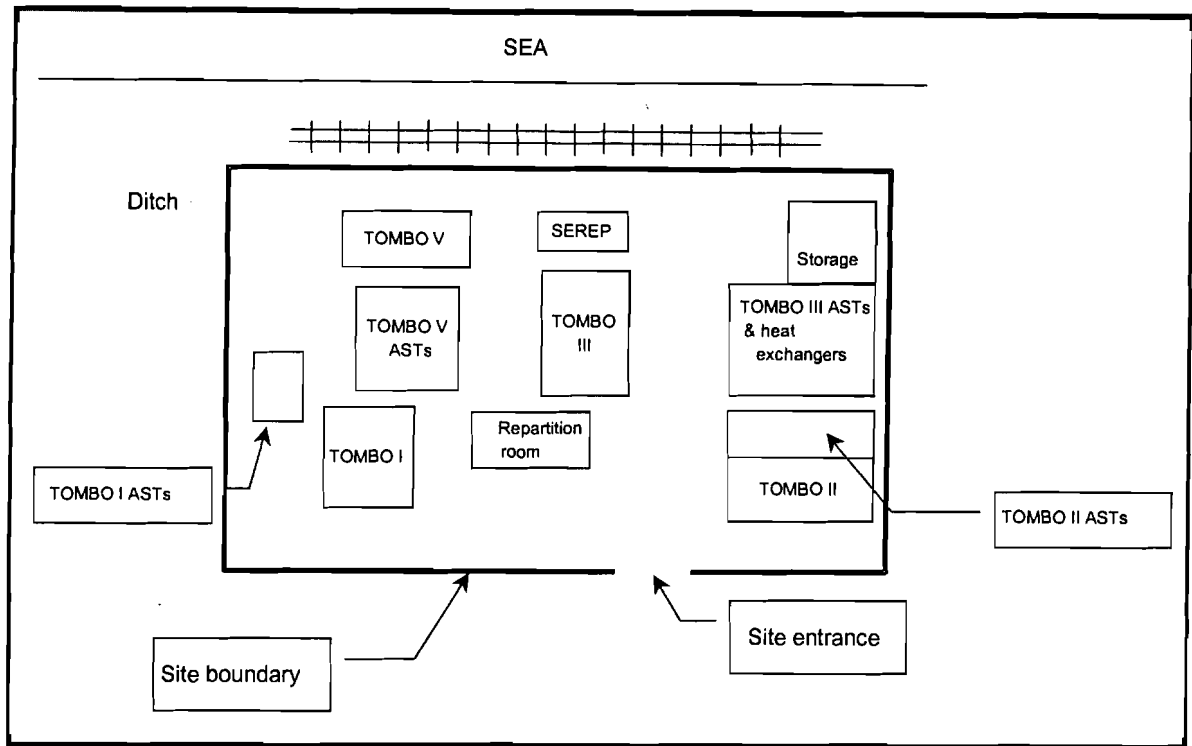 SEA
Ditch
TOMBO V
SEREP
Storage
TOMBO V
ASTs
TOMBO
III
TOMBO III ASTs
& heat
exchangers
TOMBO I
Repartition
room
TOMBO II
TOMBO I ASTs
TOMBO II ASTs
Site boundary
Site entrance